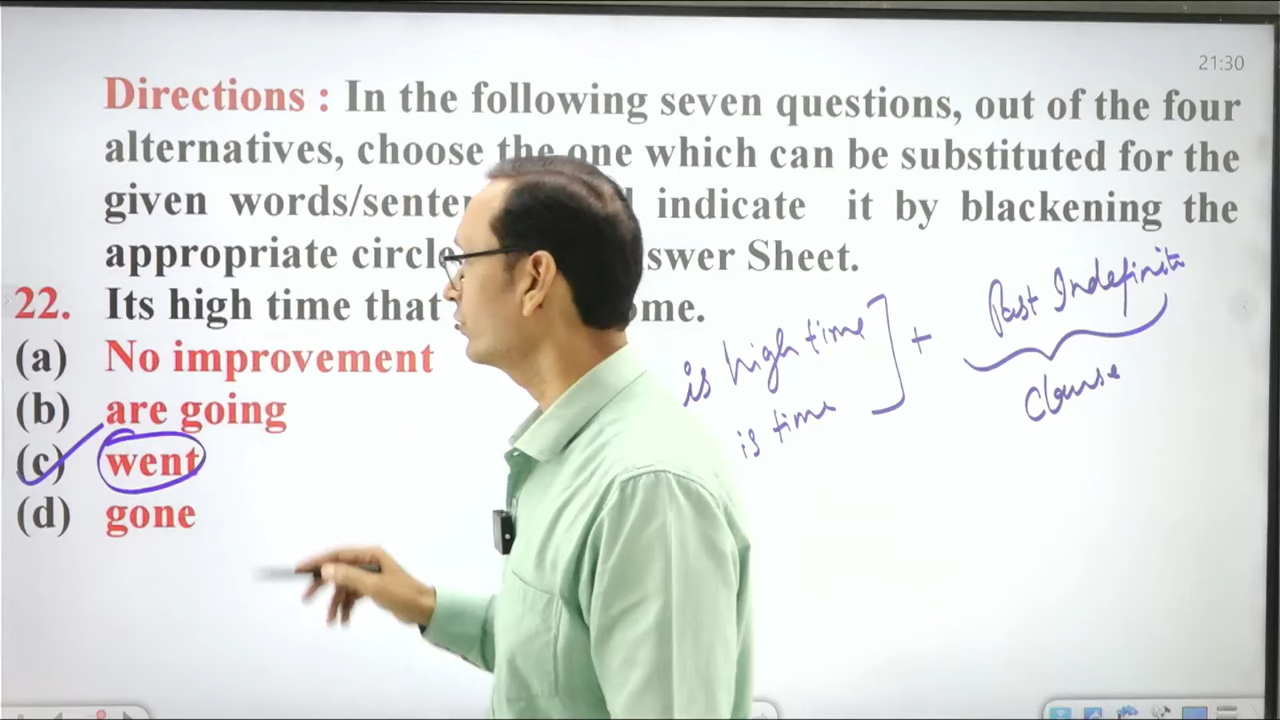 21:30
Directions : In the following seven questions, out of the four
alternatives, choose the one which can be substituted for the
given words/senten indicate it by blackening the
appropriate circle swer Sheet.
22. Its high time that ome.
(a) No improvement
(b) are going
(c) went
(d) gone
is high time
is time
+
Past Indefinite
Clause